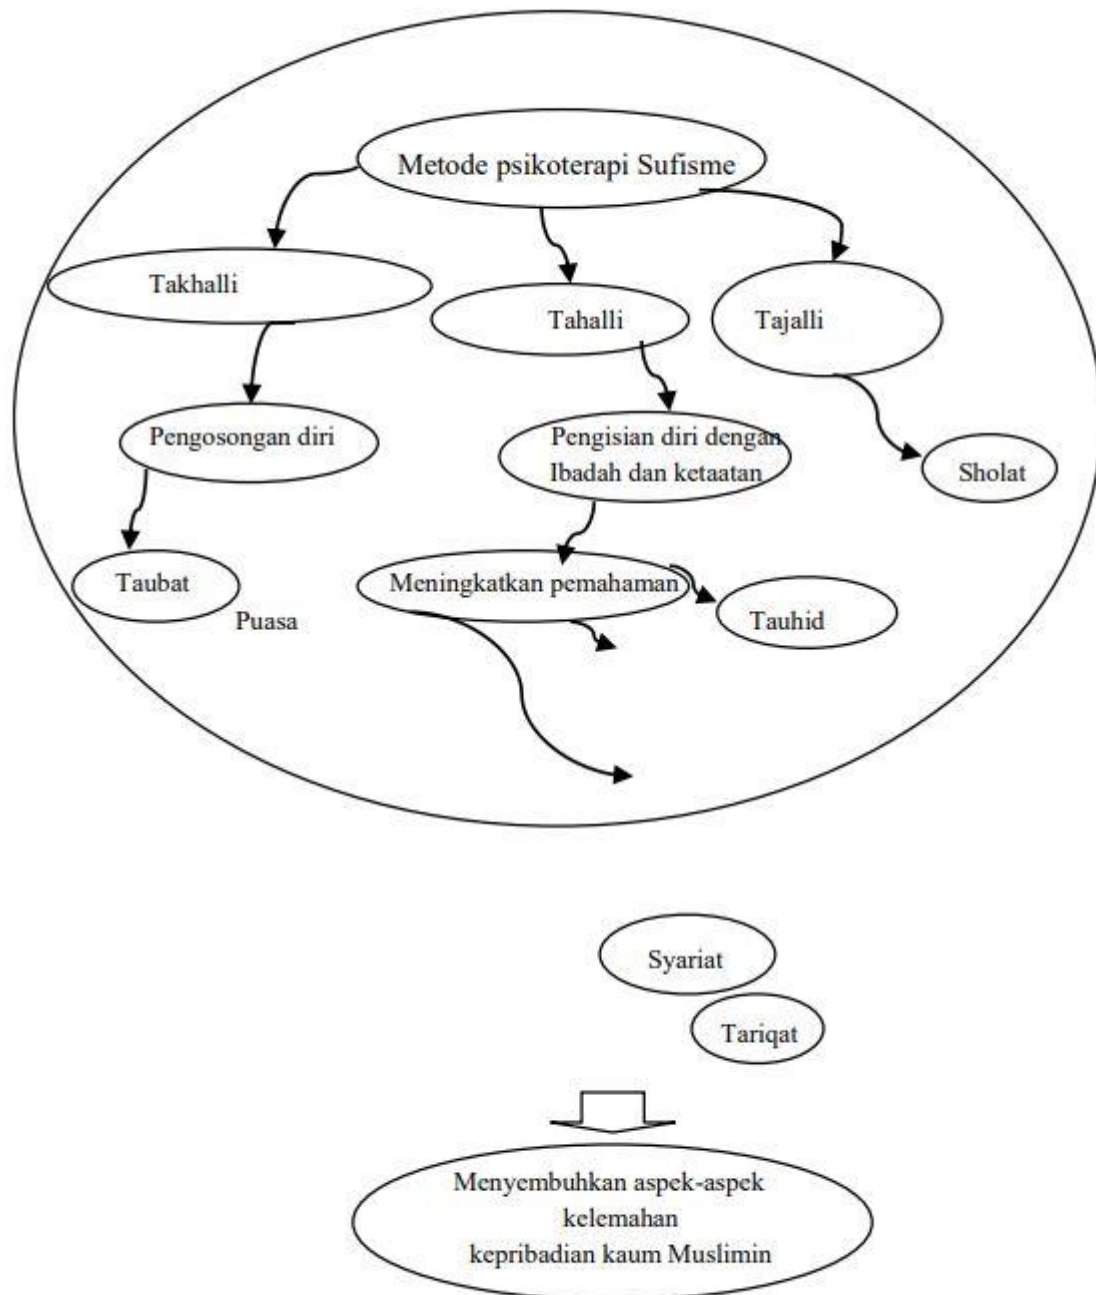 Metode psikoterapi Sufisme
Takhalli
Tahalli
Tajalli
Pengosongan diri
Pengisian diri dengan
Ibadah dan ketaatan
Sholat
Taubat
Puasa
Meningkatkan pemahaman
Tauhid
Syariat
Tariqat
Menyembuhkan aspek-aspek
kelemahan
kepribadian kaum Muslimin